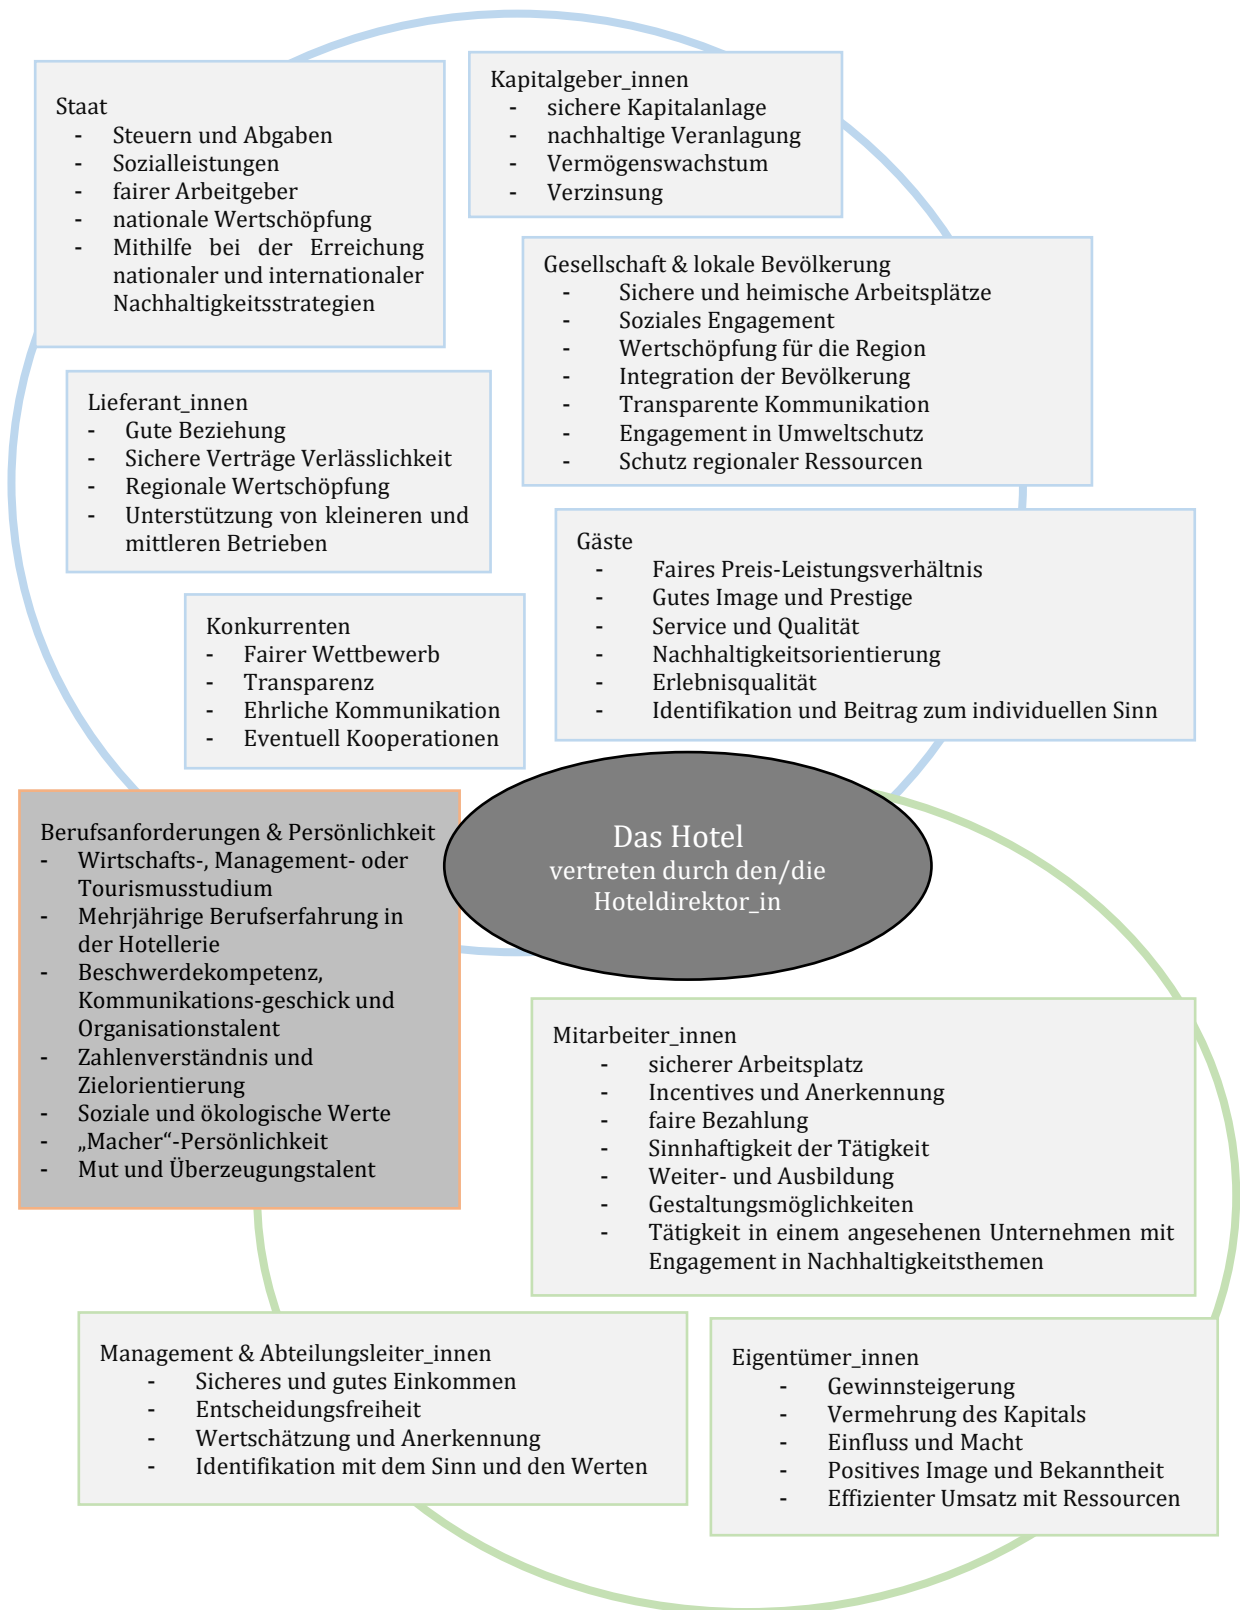 Staat
- Steuern und Abgaben
- Sozialleistungen
- fairer Arbeitgeber
- nationale Wertschöpfung
- Mithilfe bei der Erreichung
nationaler und internationaler
Nachhaltigkeitsstrategien
Kapitalgeber_innen
- sichere Kapitalanlage
- nachhaltige Veranlagung
- Vermögenswachstum
- Verzinsung
Gesellschaft & lokale Bevölkerung
- Sichere und heimische Arbeitsplätze
- Soziales Engagement
- Wertschöpfung für die Region
- Integration der Bevölkerung
- Transparente Kommunikation
- Engagement in Umweltschutz
- Schutz regionaler Ressourcen
Lieferant_innen
- Gute Beziehung
- Sichere Verträge Verlässlichkeit
- Regionale Wertschöpfung
- Unterstützung von kleineren und
mittleren Betrieben
Gäste
- Faires Preis-Leistungsverhältnis
- Gutes Image und Prestige
- Service und Qualität
- Nachhaltigkeitsorientierung
- Erlebnisqualität
- Identifikation und Beitrag zum individuellen Sinn
Konkurrenten
- Fairer Wettbewerb
- Transparenz
- Ehrliche Kommunikation
- Eventuell Kooperationen
Das Hotel
vertreten durch den/die
Hoteldirektor_in
Berufsanforderungen & Persönlichkeit
- Wirtschafts-, Management- oder
Tourismusstudium
- Mehrjährige Berufserfahrung in
der Hotellerie
- Beschwerdekompetenz,
Kommunikations-geschick und
Organisationstalent
- Zahlenverständnis und
Zielorientierung
- Soziale und ökologische Werte
- „Macher“-Persönlichkeit
- Mut und Überzeugungstalent
Mitarbeiter_innen
- sicherer Arbeitsplatz
- Incentives und Anerkennung
- faire Bezahlung
- Sinnhaftigkeit der Tätigkeit
- Weiter- und Ausbildung
- Gestaltungsmöglichkeiten
- Tätigkeit in einem angesehenen Unternehmen mit
Engagement in Nachhaltigkeitsthemen
Management & Abteilungsleiter_innen
- Sicheres und gutes Einkommen
- Entscheidungsfreiheit
- Wertschätzung und Anerkennung
- Identifikation mit dem Sinn und den Werten
Eigentümer_innen
- Gewinnsteigerung
- Vermehrung des Kapitals
- Einfluss und Macht
- Positives Image und Bekanntheit
- Effizienter Umsatz mit Ressourcen